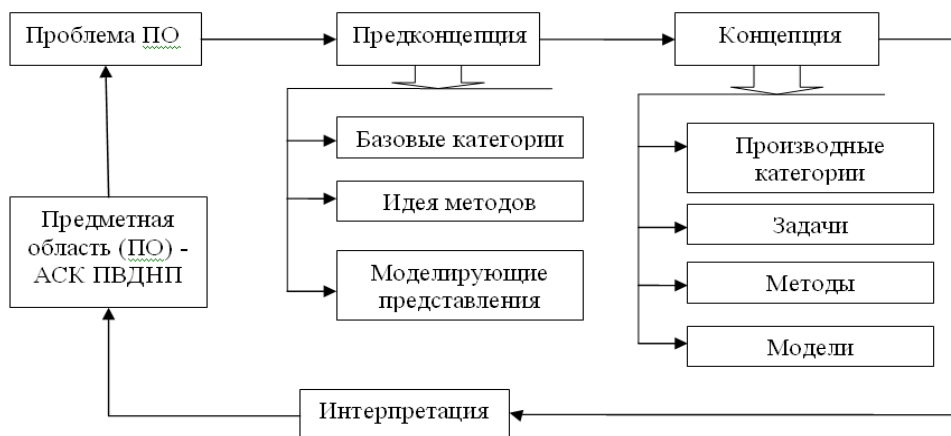 Проблема ПО
Предконцепция
Концепция
Базовые категории
Идея методов
Моделирующие
представления
Производные
категории
Задачи
Методы
Модели
Предметная
область (ПО) -
АСК ПВДНП
Интерпретация